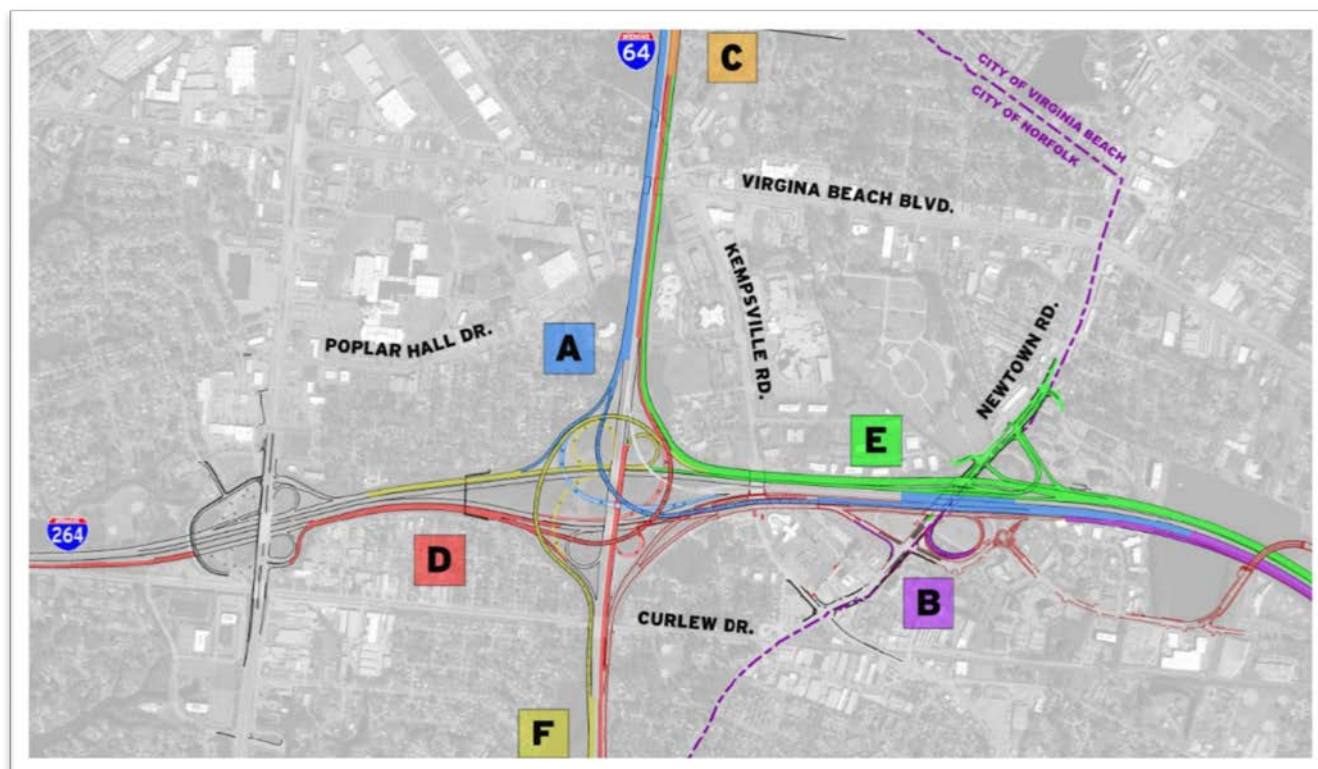 INTERSTATE
64
C
CITY OF VIRGINIA BEACH
CITY OF NORFOLK
VIRGINA BEACH BLVD.
KEMPSVILLE RD.
NEWTOWN RD.
POPLAR HALL DR.
A
E
264
D
B
CURLEW DR.
F